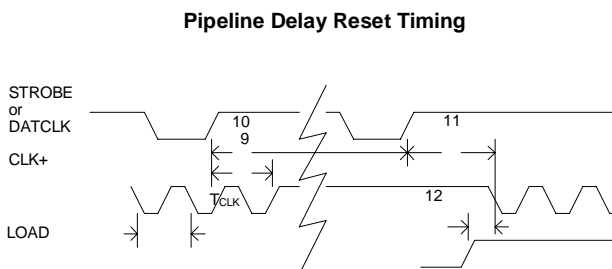 Pipeline Delay Reset Timing
STROBE
or
DATCLK
10
11
9
CLK+
TCLK
12
LOAD